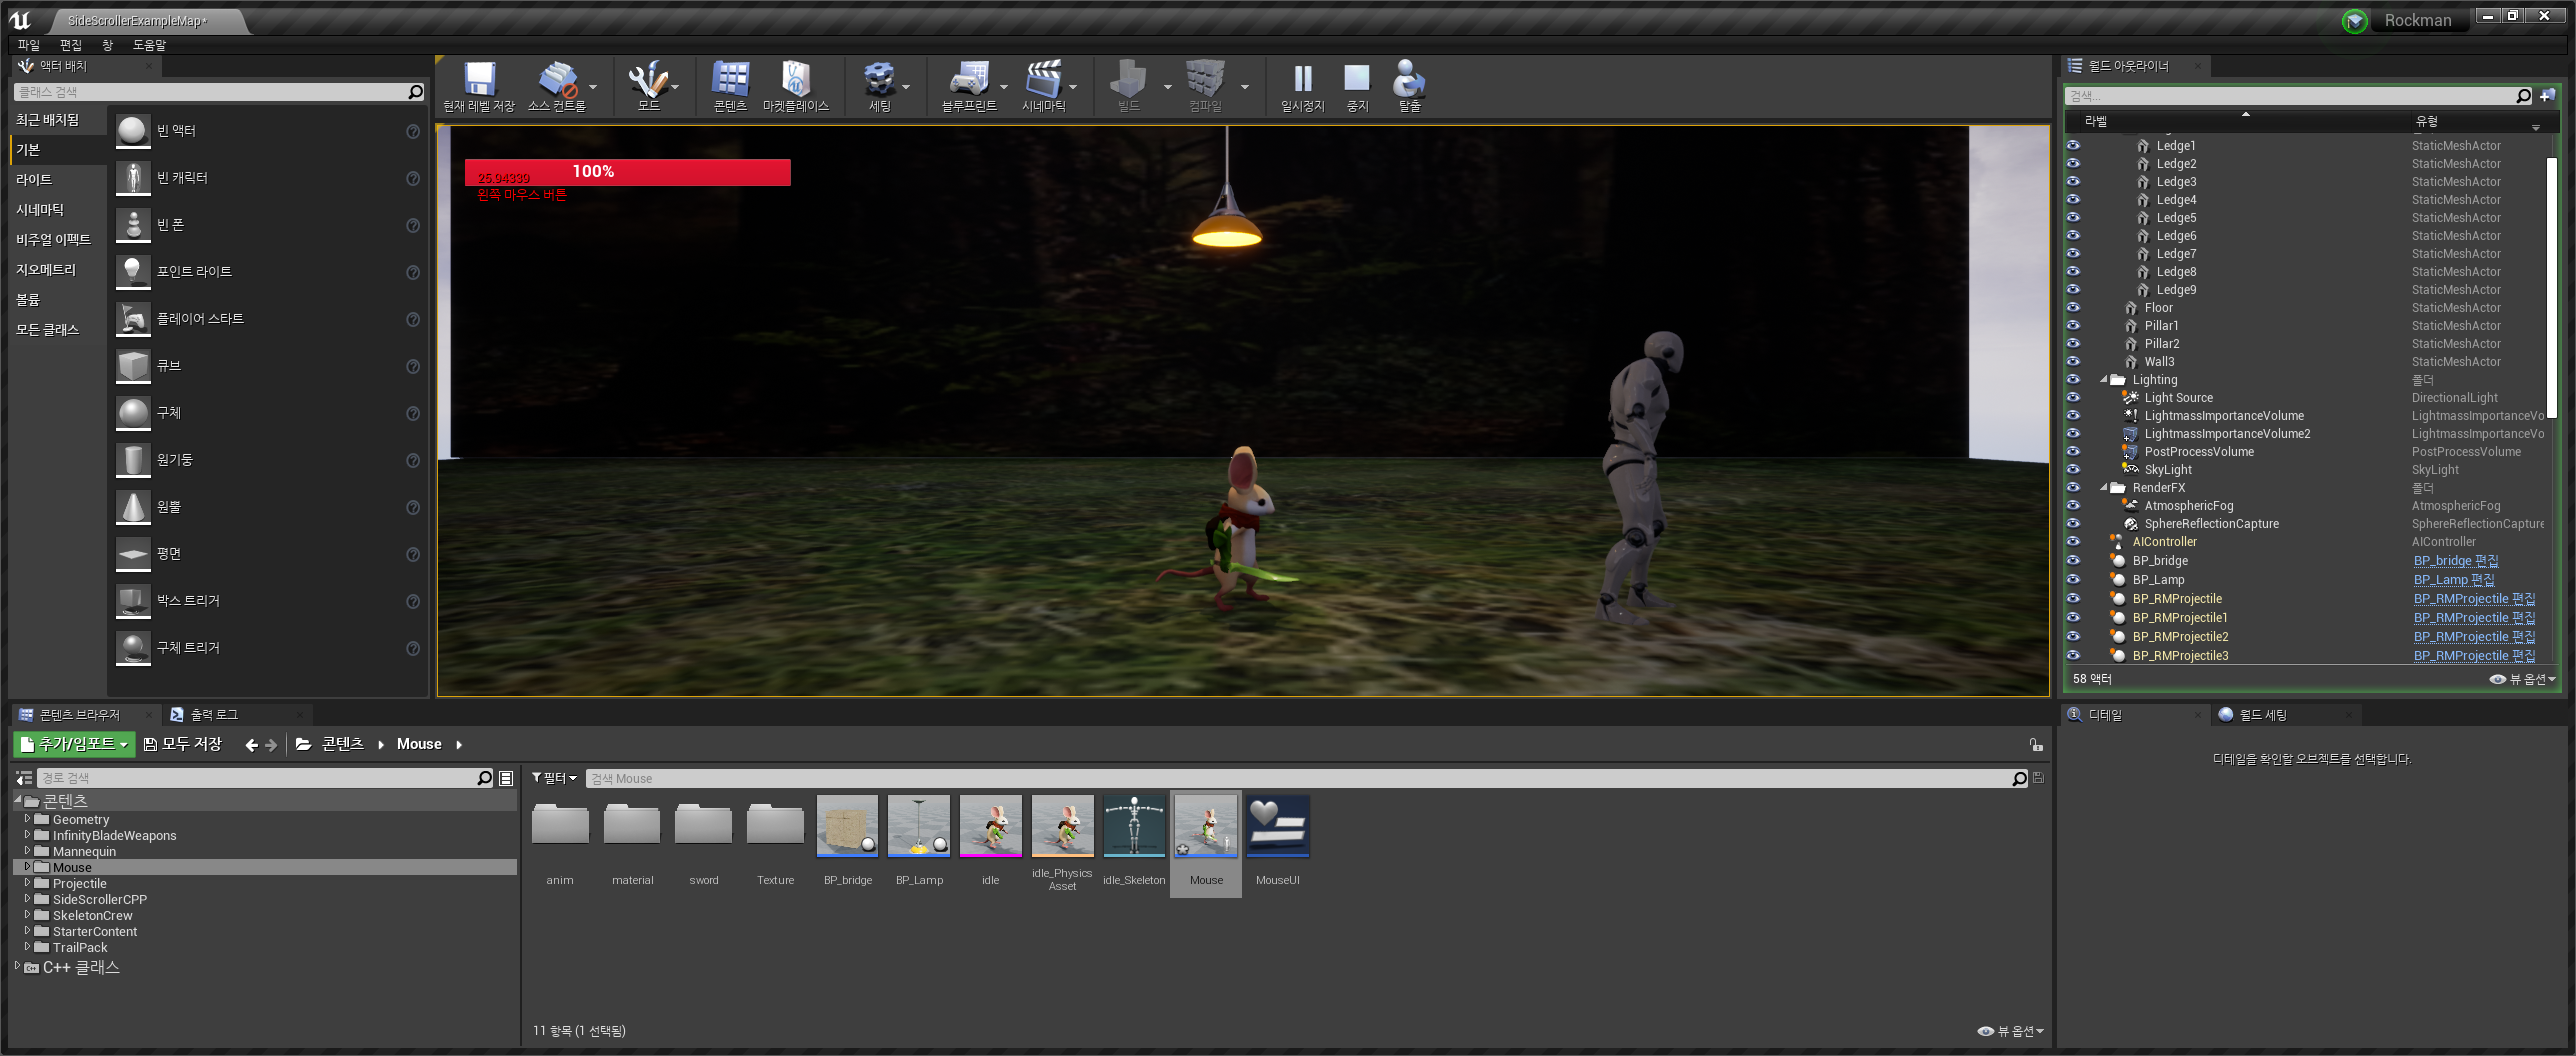 SideScrollerExampleMap*
Rockman
파일 편집 창 도움말
액터 배치
클래스 검색
최근 배치됨
기본
라이트
시네마틱
비주얼 이펙트
지오메트리
볼륨
모든 클래스
빈 액터
빈 캐릭터
빈 폰
포인트 라이트
플레이어 스타트
큐브
구체
원기둥
원뿔
평면
박스 트리거
구체 트리거
현재 레벨 저장 소스 컨트롤 모드 콘텐츠 마켓플레이스 세팅 블루프린트 시네마틱 빌드 컴파일 일시정지 중지 탈출
100%
25.04339
왼쪽 마우스 버튼
월드 아웃라이너
검색...
라벨 유형
Ledge1 StaticMeshActor
Ledge2 StaticMeshActor
Ledge3 StaticMeshActor
Ledge4 StaticMeshActor
Ledge5 StaticMeshActor
Ledge6 StaticMeshActor
Ledge7 StaticMeshActor
Ledge8 StaticMeshActor
Ledge9 StaticMeshActor
Floor StaticMeshActor
Pillar1 StaticMeshActor
Pillar2 StaticMeshActor
Wall3 StaticMeshActor
Lighting 폴더
Light Source DirectionalLight
LightmassImportanceVolume LightmassImportanceVo
LightmassImportanceVolume2 LightmassImportanceVo
PostProcessVolume PostProcessVolume
SkyLight SkyLight
RenderFX 폴더
AtmosphericFog AtmosphericFog
SphereReflectionCapture SphereReflectionCapture
AIController AIController
BP_bridge BP_bridge 편집
BP_Lamp BP_Lamp 편집
BP_RMProjectile BP_RMProjectile 편집
BP_RMProjectile1 BP_RMProjectile 편집
BP_RMProjectile2 BP_RMProjectile 편집
BP_RMProjectile3 BP_RMProjectile 편집
58 액터
뷰 옵션
콘텐츠 브라우저 출력 로그
추가/임포트 모두 저장 콘텐츠 Mouse
경로 검색
콘텐츠
Geometry
InfinityBladeWeapons
Mannequin
Mouse
Projectile
SideScrollerCPP
SkeletonCrew
StarterContent
TrailPack
C++ 클래스
필터 검색 Mouse
anim material sword Texture BP_bridge BP_Lamp idle idle_Physics idle_Skeleton Mouse MouseUI
Asset
11 항목 (1 선택됨)
뷰 옵션
디테일 월드 세팅
디테일을 확인할 오브젝트를 선택합니다.